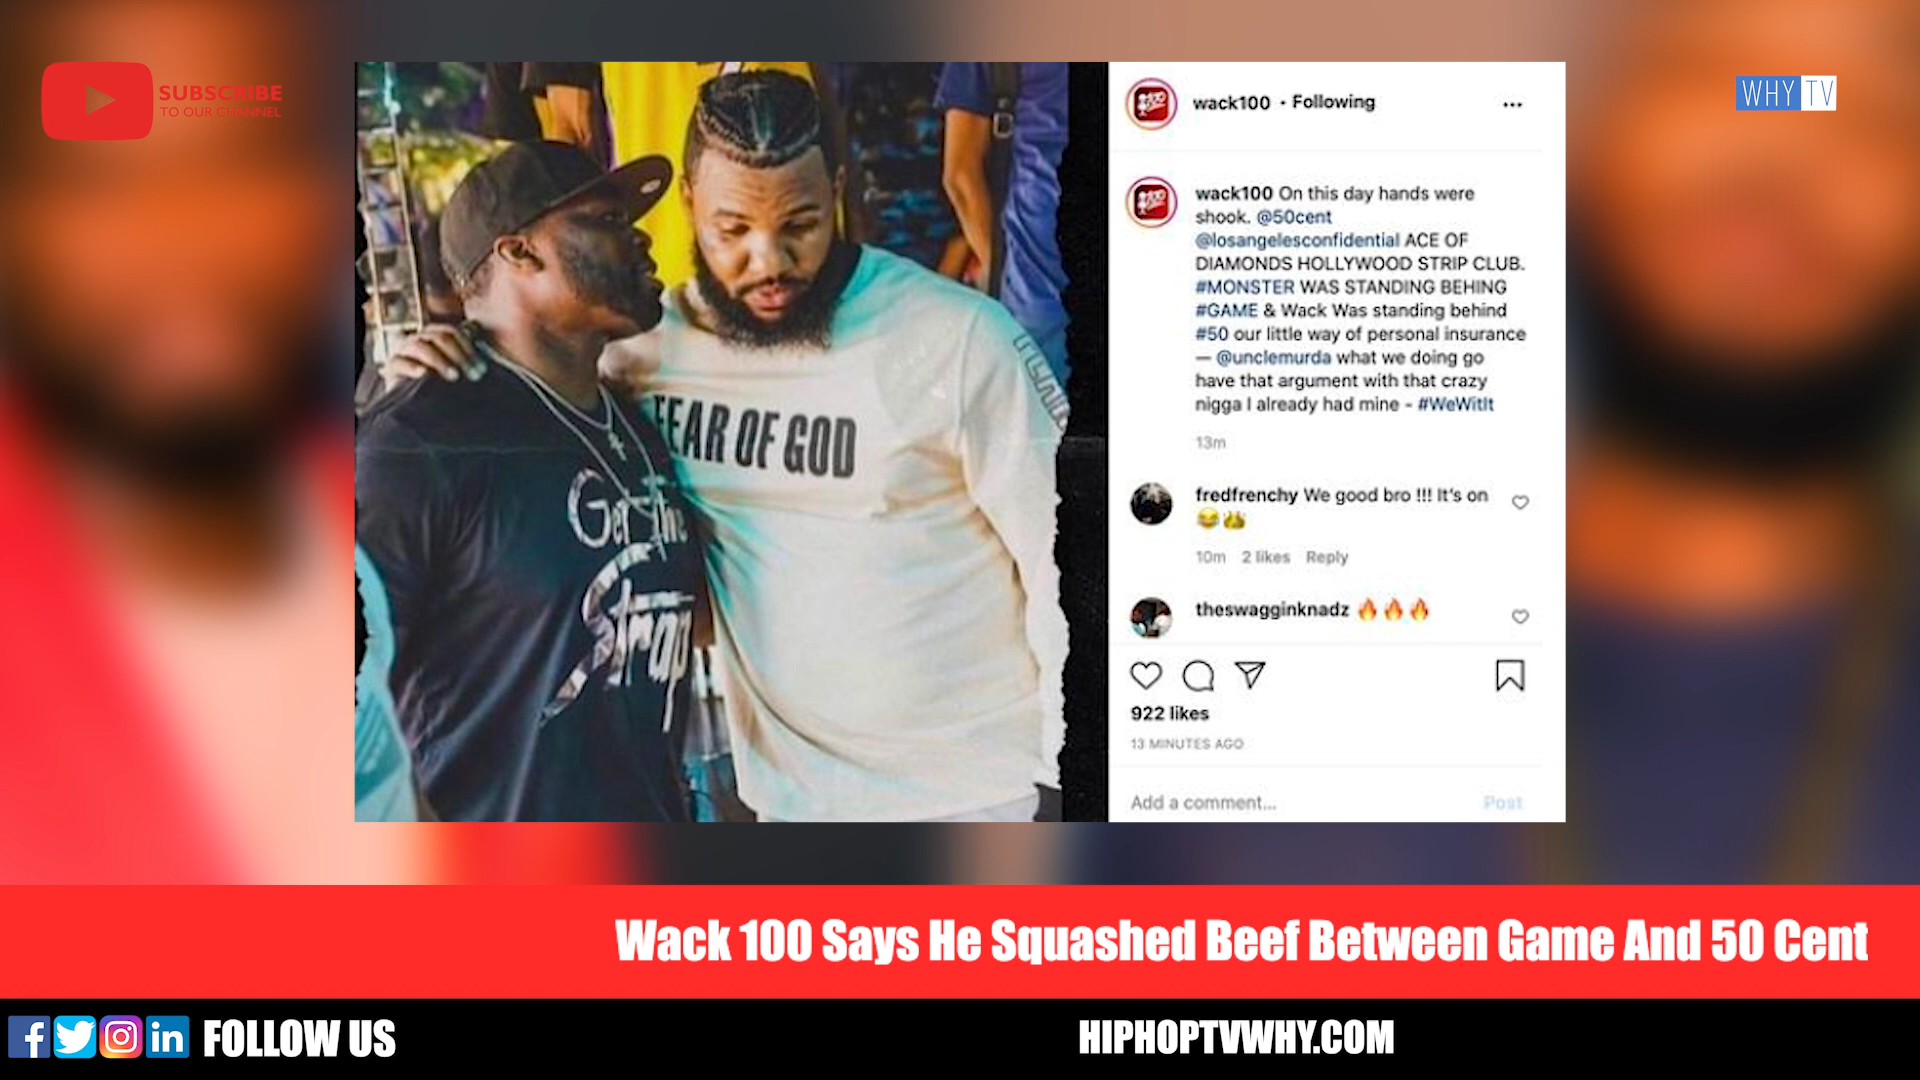 SUBSCRIBE
TO OUR CHANNEL
WHY TV
FEAR OF GOD
Get The
Strap
wack100 • Following
wack100 On this day hands were
shook. @50cent
@losangelesconfidential ACE OF
DIAMONDS HOLLYWOOD STRIP CLUB.
#MONSTER WAS STANDING BEHING
#GAME & Wack Was standing behind
#50 our little way of personal insurance
— @unclemurda what we doing go
have that argument with that crazy
nigga I already had mine - #WeWitIt
13m
fredfrenchy We good bro !!! It's on
😂👑
10m 2 likes Reply
theswagginknadz 🔥🔥🔥
922 likes
13 MINUTES AGO
Add a comment... Post
Wack 100 Says He Squashed Beef Between Game And 50 Cent
FOLLOW US
HIPHOPTVWHY.COM